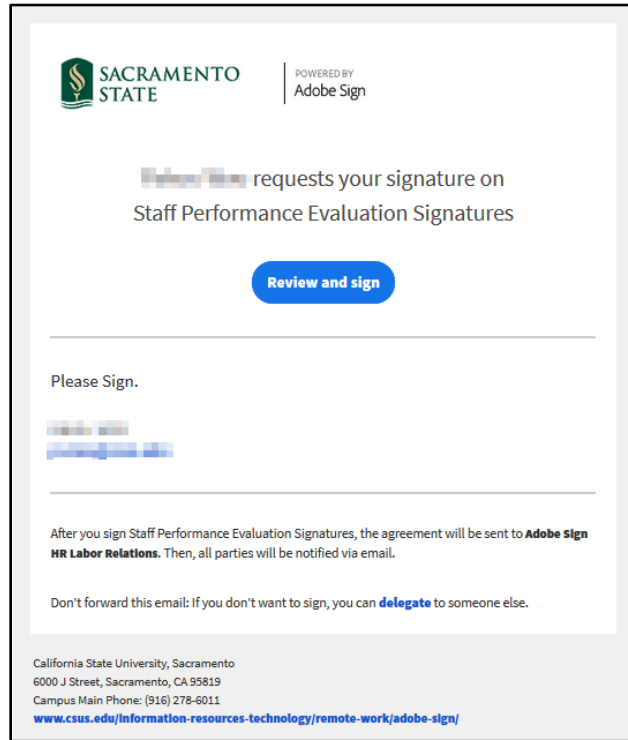 SACRAMENTO
STATE
POWERED BY
Adobe Sign
requests your signature on
Staff Performance Evaluation Signatures
Review and sign
Please Sign.
After you sign Staff Performance Evaluation Signatures, the agreement will be sent to Adobe Sign
HR Labor Relations. Then, all parties will be notified via email.
Don't forward this email: If you don't want to sign, you can delegate to someone else.
California State University, Sacramento
6000 J Street, Sacramento, CA 95819
Campus Main Phone: (916) 278-6011
www.csus.edu/information-resources-technology/remote-work/adobe-sign/